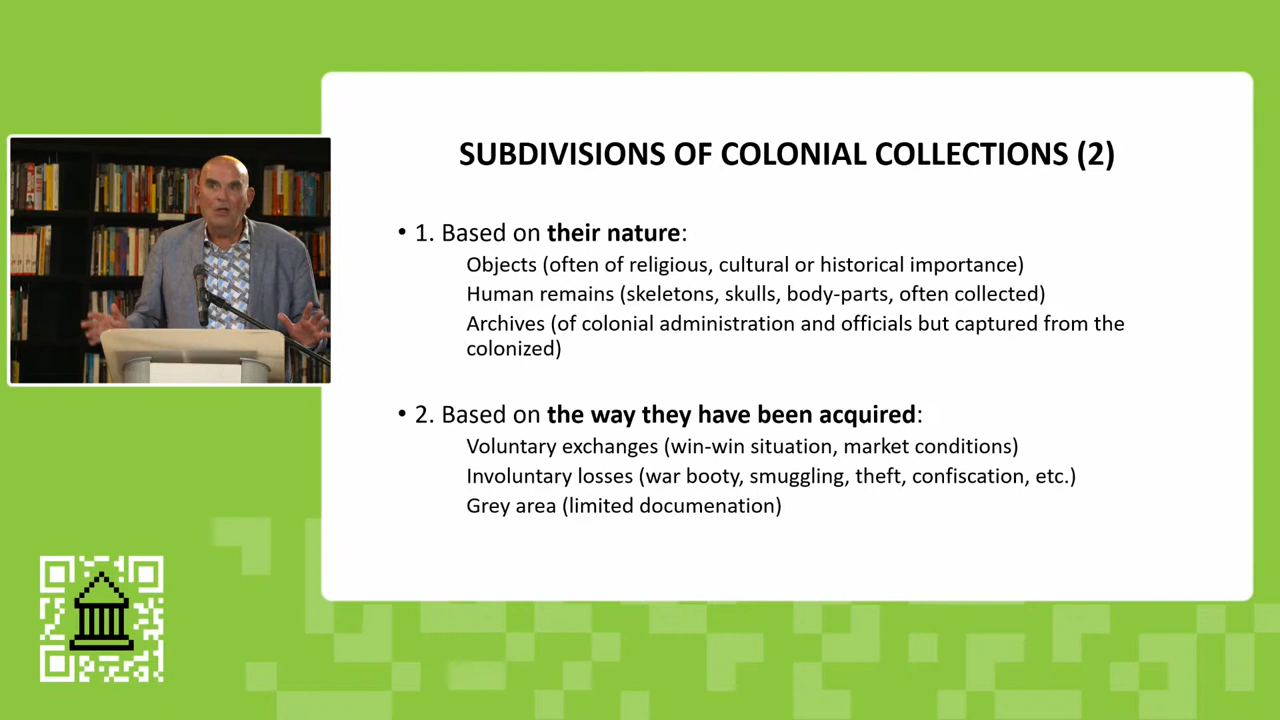 SUBDIVISIONS OF COLONIAL COLLECTIONS (2)
• 1. Based on their nature:
Objects (often of religious, cultural or historical importance)
Human remains (skeletons, skulls, body-parts, often collected)
Archives (of colonial administration and officials but captured from the
colonized)
• 2. Based on the way they have been acquired:
Voluntary exchanges (win-win situation, market conditions)
Involuntary losses (war booty, smuggling, theft, confiscation, etc.)
Grey area (limited documenation)